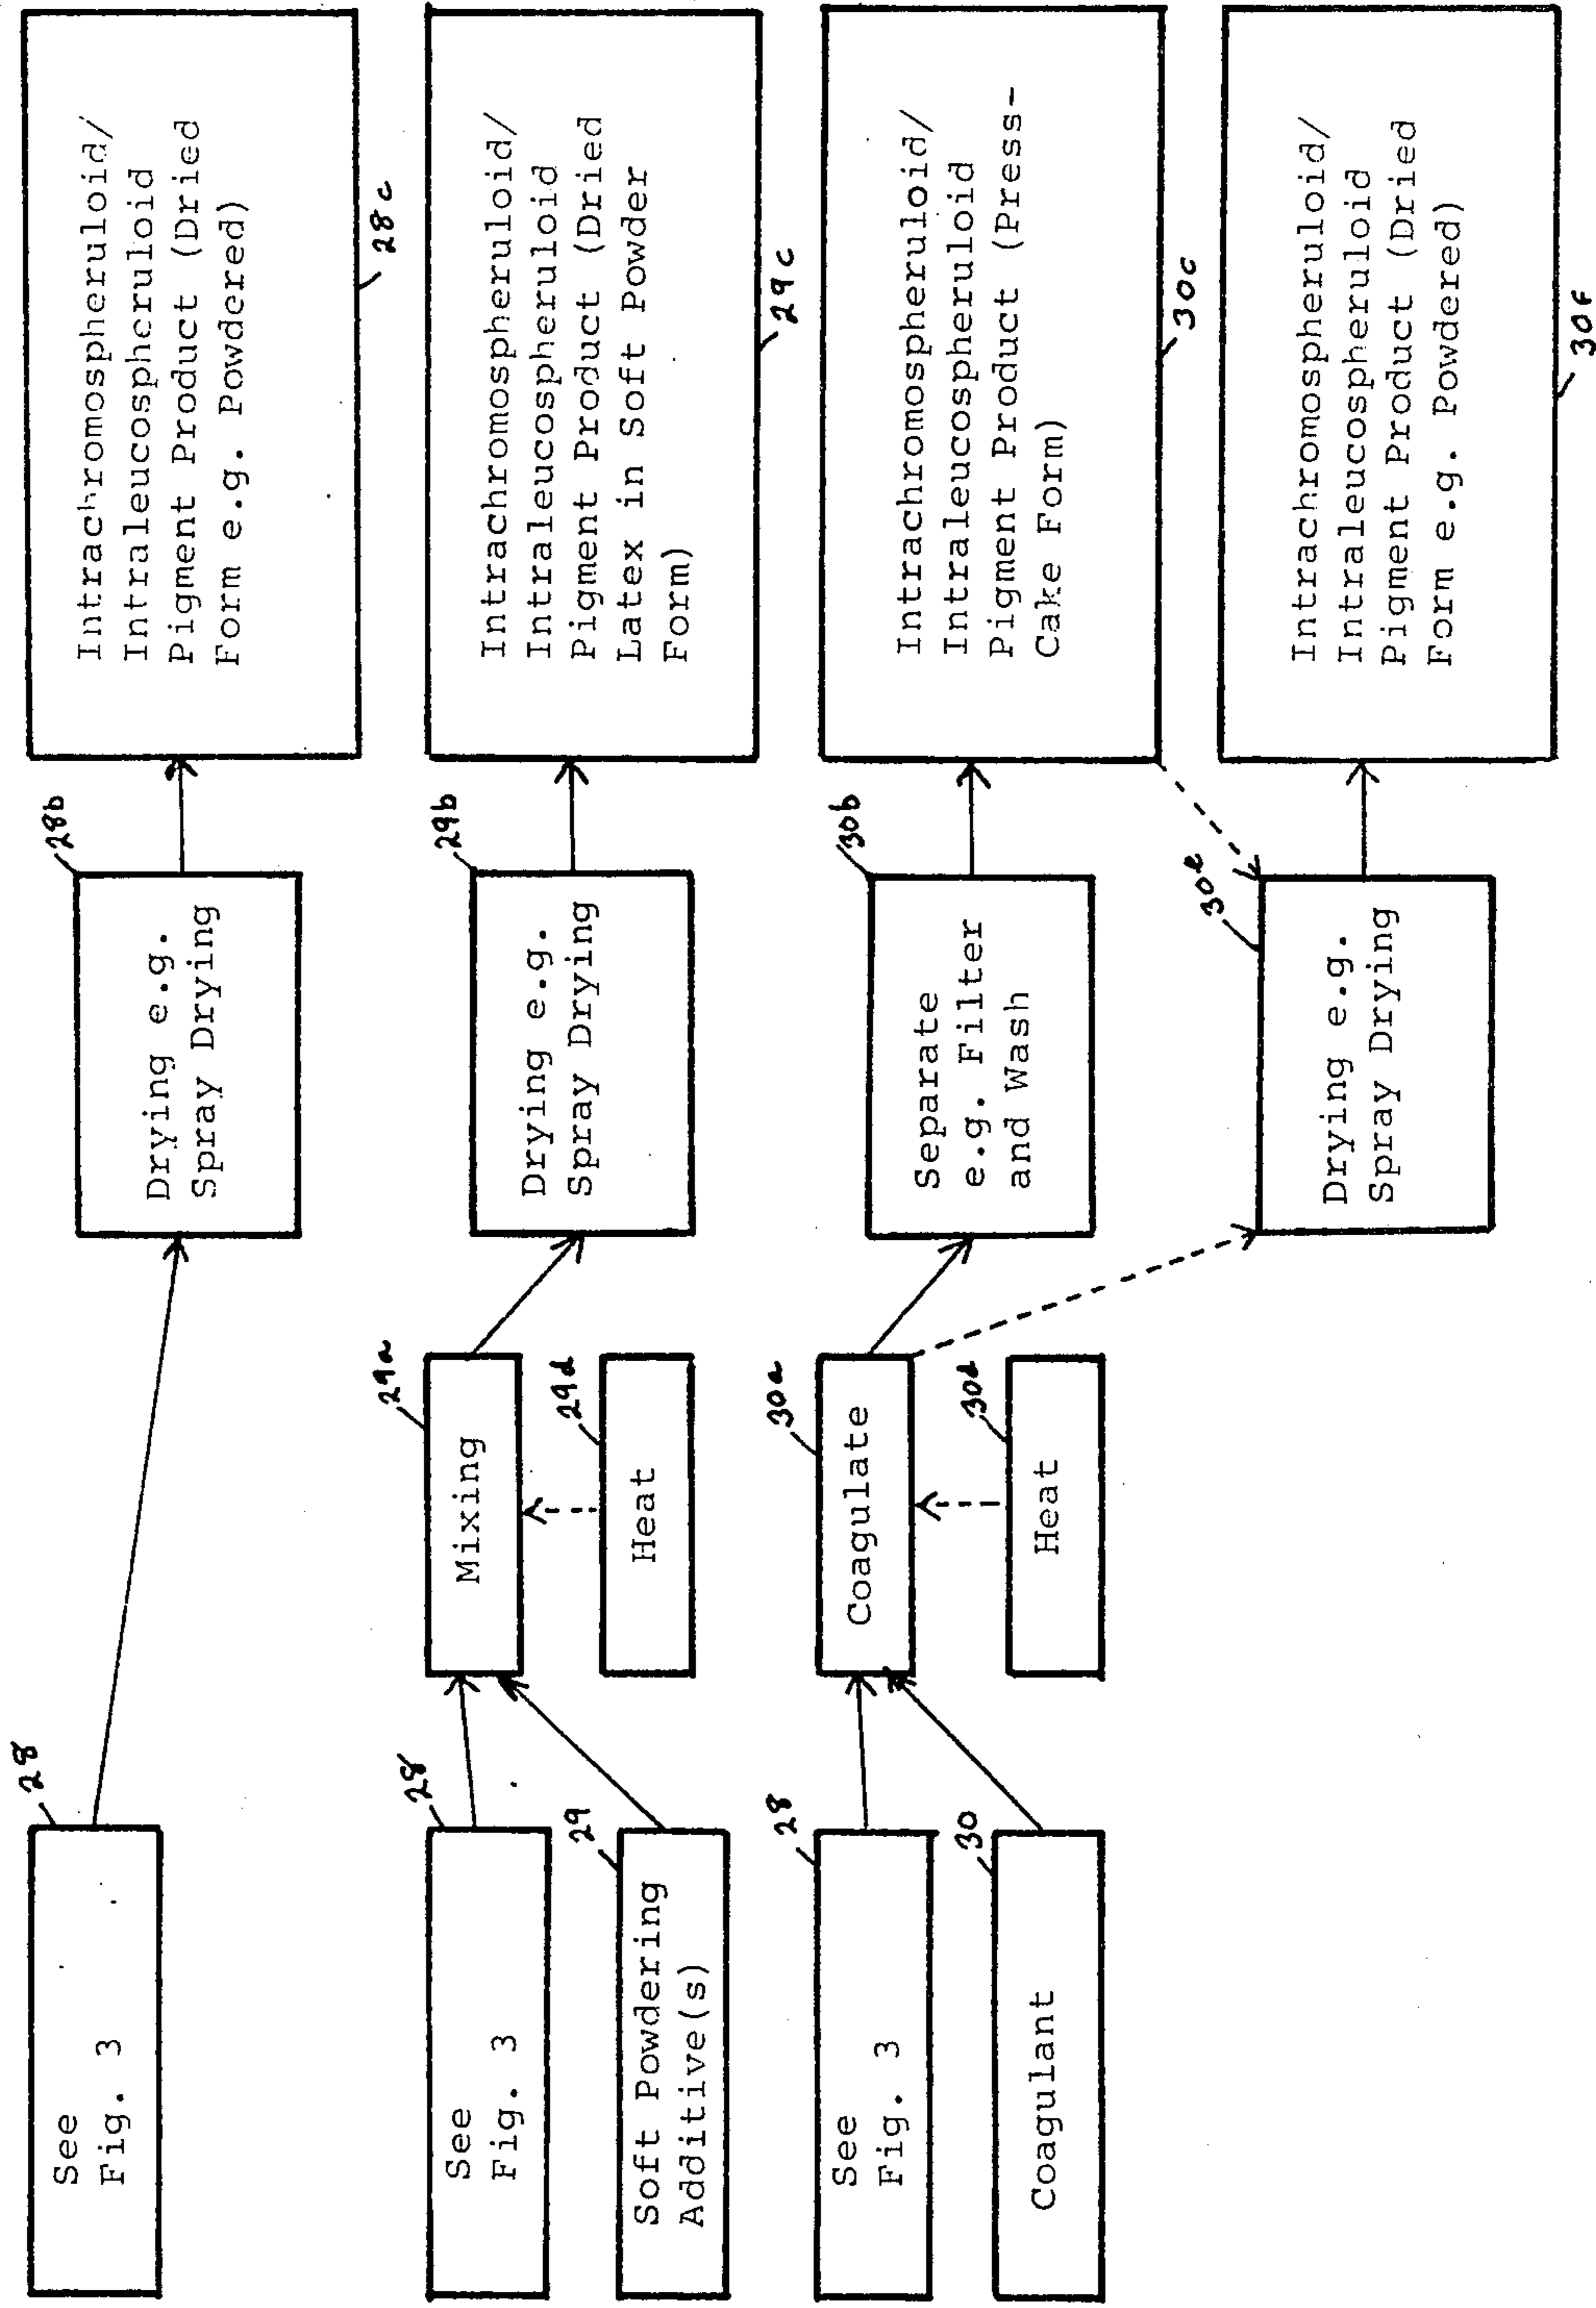 See
Fig. 3
28
Drying e.g.
Spray Drying
28b
Intrachromospheruloid/
Intraleucospheruloid
Pigment Product (Dried
Form e.g. Powdered)
28c
See
Fig. 3
28
Soft Powdering
Additive(s)
29
Mixing
29a
Heat
29d
Drying e.g.
Spray Drying
29b
Intrachromospheruloid/
Intraleucospheruloid
Pigment Product (Dried
Latex in Soft Powder
Form)
29c
See
Fig. 3
28
Coagulant
30
Coagulate
30a
Heat
30d
Separate
e.g. Filter
and Wash
30b
Intrachromospheruloid/
Intraleucospheruloid
Pigment Product (Press-
Cake Form)
30c
Drying e.g.
Spray Drying
30e
Intrachromospheruloid/
Intraleucospheruloid
Pigment Product (Dried
Form e.g. Powdered)
30f